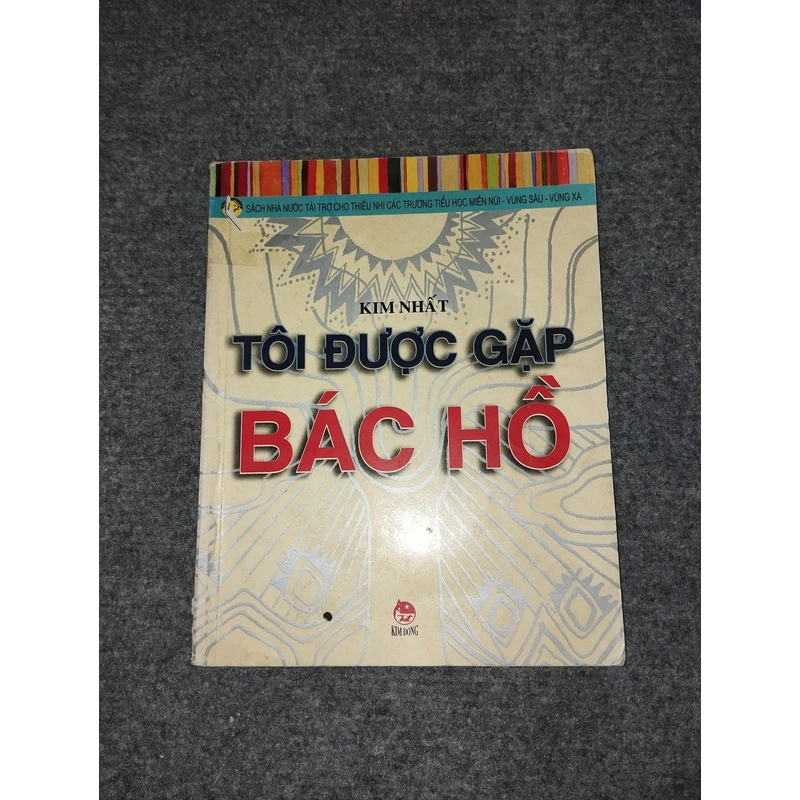 SÁCH NHÀ NƯỚC TÀI TRỢ CHO THIẾU NHI CÁC TRƯỜNG TIỂU HỌC MIỀN NÚI - VÙNG SÂU - VÙNG XA
KIM NHẤT
TÔI ĐƯỢC GẶP
BÁC HỒ
KIM ĐỒNG